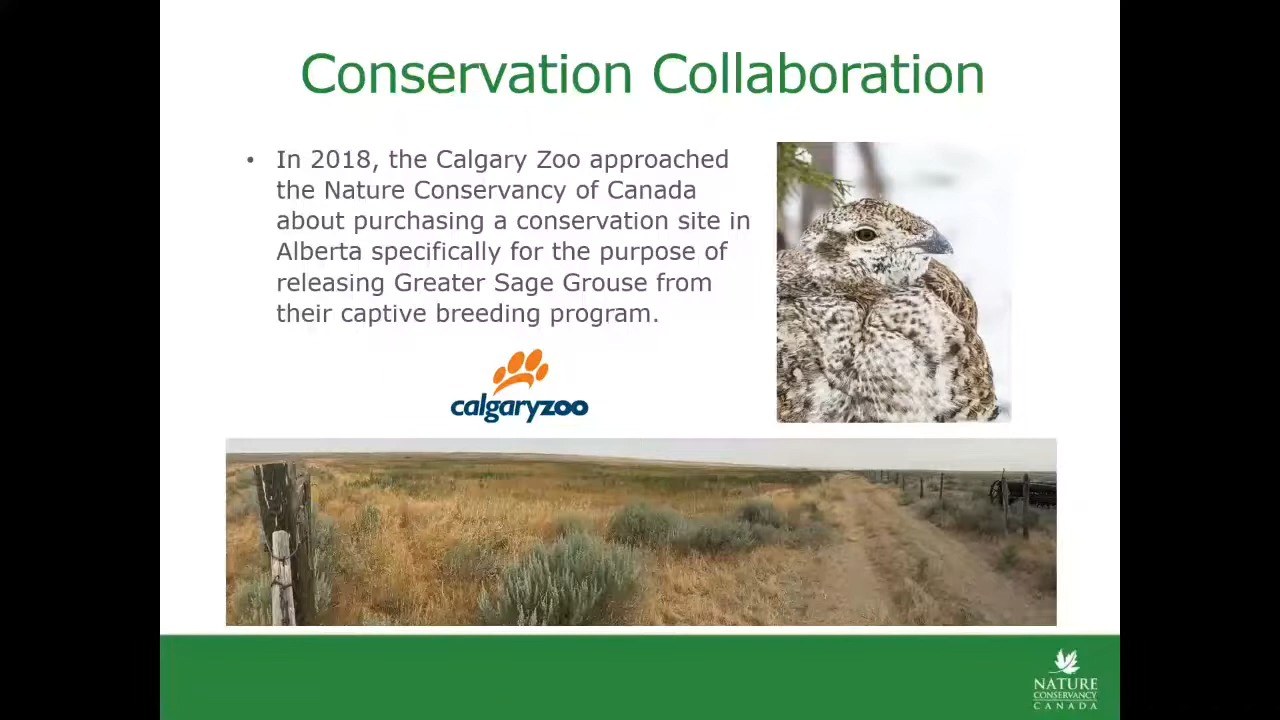 Conservation Collaboration
• In 2018, the Calgary Zoo approached
the Nature Conservancy of Canada
about purchasing a conservation site in
Alberta specifically for the purpose of
releasing Greater Sage Grouse from
their captive breeding program.
calgaryzoo
NATURE
CONSERVANCY
CANADA